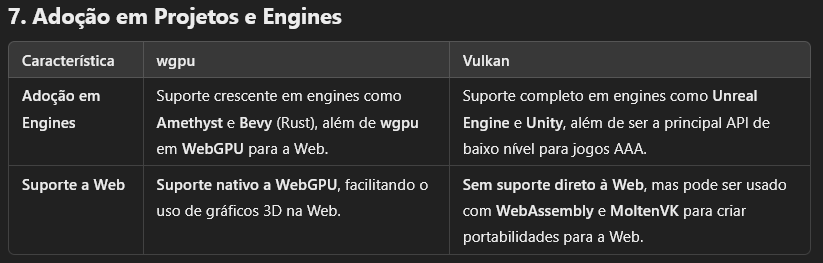 7. Adoção em Projetos e Engines
Característica wgpu Vulkan
Adoção em Engines
Suporte crescente em engines como
Amethyst e Bevy (Rust), além de wgpu
em WebGPU para a Web.
Suporte completo em engines como Unreal
Engine e Unity, além de ser a principal API de
baixo nível para jogos AAA.
Suporte a Web
Suporte nativo a WebGPU, facilitando o
uso de gráficos 3D na Web.
Sem suporte direto à Web, mas pode ser usado
com WebAssembly e MoltenVK para criar
portabilidades para a Web.